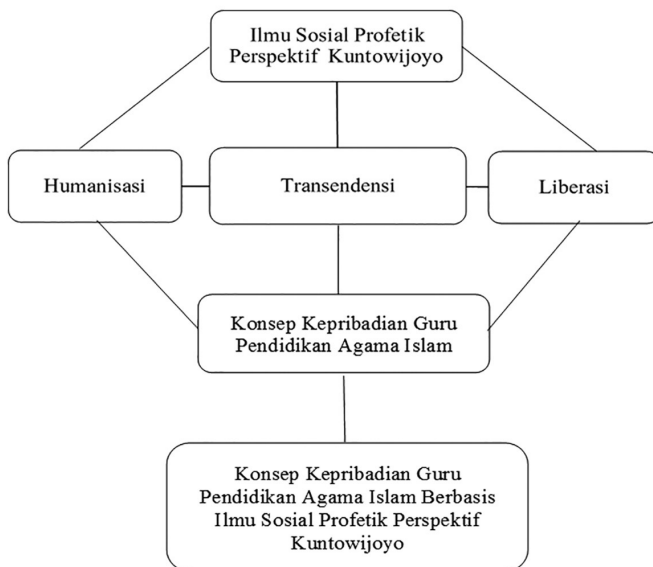 Ilmu Sosial Profetik
Perspektif Kuntowijoyo
Humanisasi
Transendensi
Liberasi
Konsep Kepribadian Guru
Pendidikan Agama Islam
Konsep Kepribadian Guru
Pendidikan Agama Islam Berbasis
Ilmu Sosial Profetik Perspektif
Kuntowijoyo